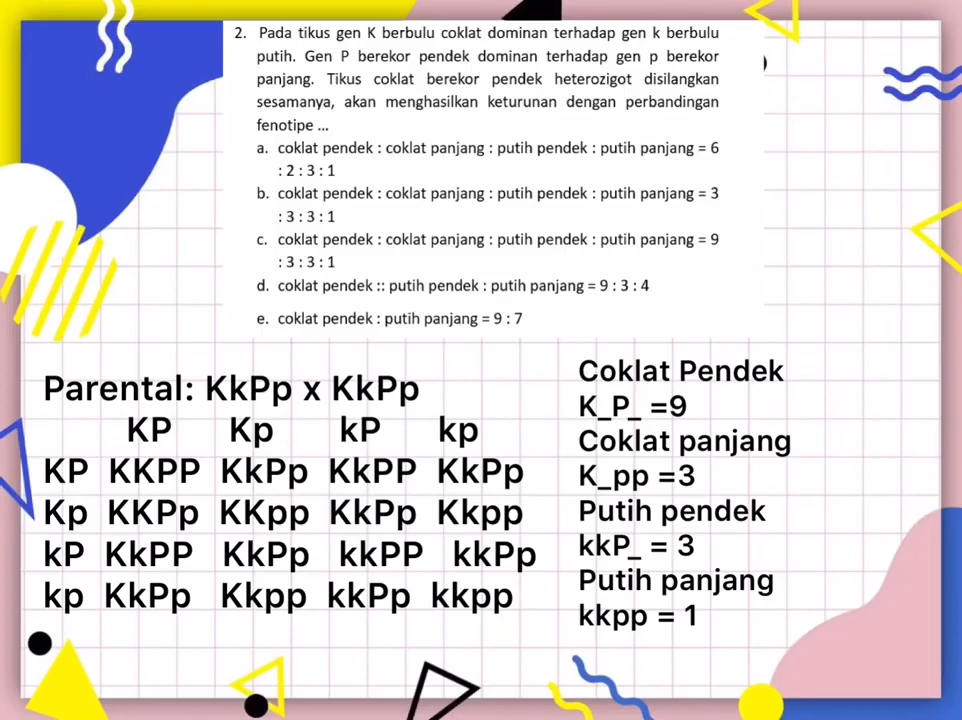 2. Pada tikus gen K berbulu coklat dominan terhadap gen k berbulu
putih. Gen P berekor pendek dominan terhadap gen p berekor
panjang. Tikus coklat berekor pendek heterozigot disilangkan
sesamanya, akan menghasilkan keturunan dengan perbandingan
fenotipe ...
a. coklat pendek : coklat panjang : putih pendek : putih panjang = 6
: 2 : 3 : 1
b. coklat pendek : coklat panjang : putih pendek : putih panjang = 3
: 3 : 3 : 1
c. coklat pendek : coklat panjang : putih pendek : putih panjang = 9
: 3 : 3 : 1
d. coklat pendek :: putih pendek : putih panjang = 9 : 3 : 4
e. coklat pendek : putih panjang = 9 : 7
Parental: KkPp x KkPp
KP Kp kP kp
KP KKPP KkPp KkPP KkPp
Kp KKPp KKpp KkPp Kkpp
kP KkPP KkPp kkPP kkPp
kp KkPp Kkpp kkPp kkpp
Coklat Pendek
K_P_ =9
Coklat panjang
K_pp =3
Putih pendek
kkP_ = 3
Putih panjang
kkpp = 1